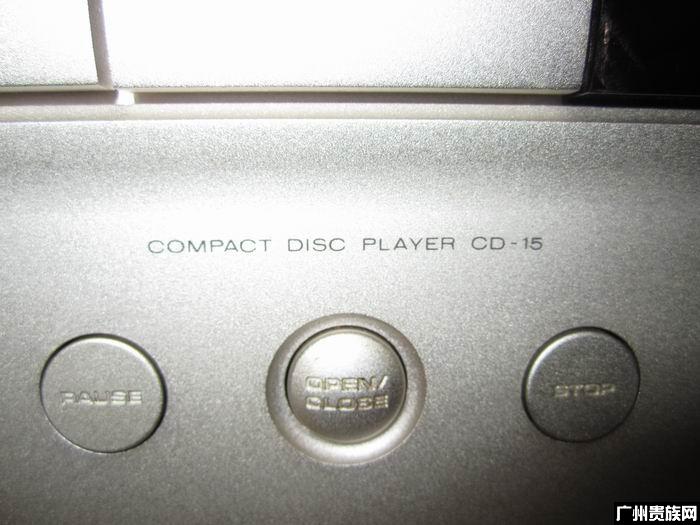 COMPACT DISC PLAYER CD-15
PAUSE
OPEN/
CLOSE
STOP
广州贵族网